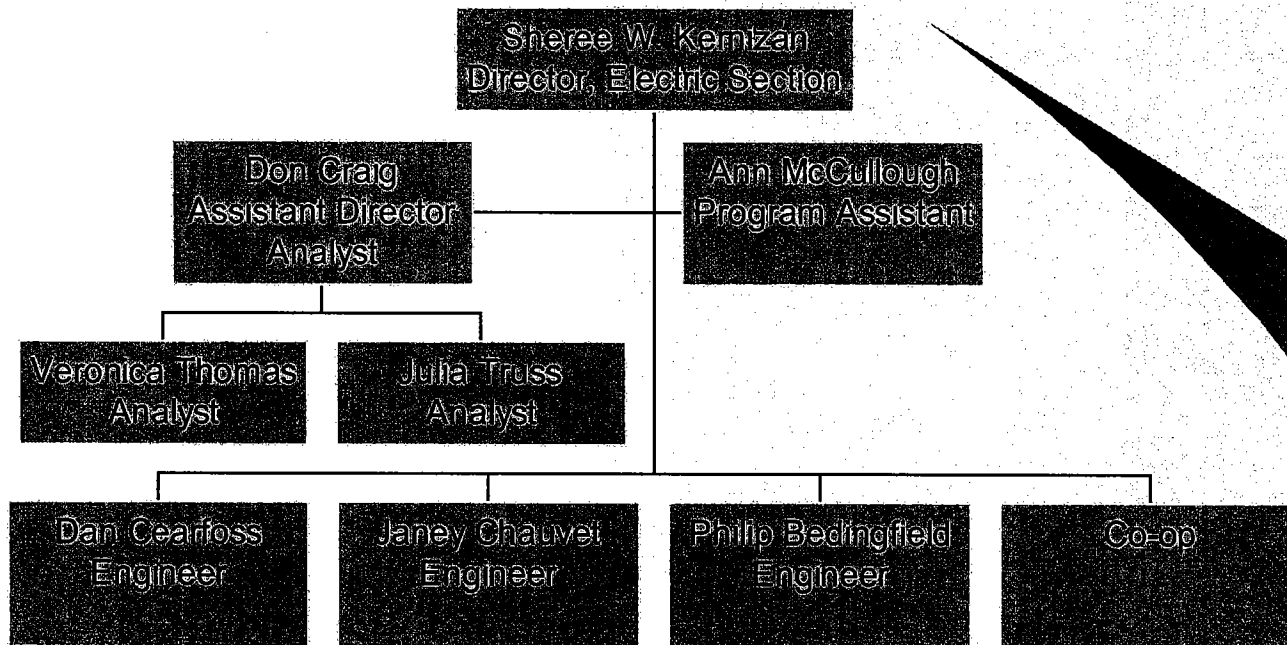 Sheree W. Kernizan
Director, Electric Section
Don Craig
Assistant Director
Analyst
Ann McCullough
Program Assistant
Veronica Thomas
Analyst
Julia Truss
Analyst
Dan Cearfoss
Engineer
Janey Chauvet
Engineer
Philip Bedingfield
Engineer
Co-op